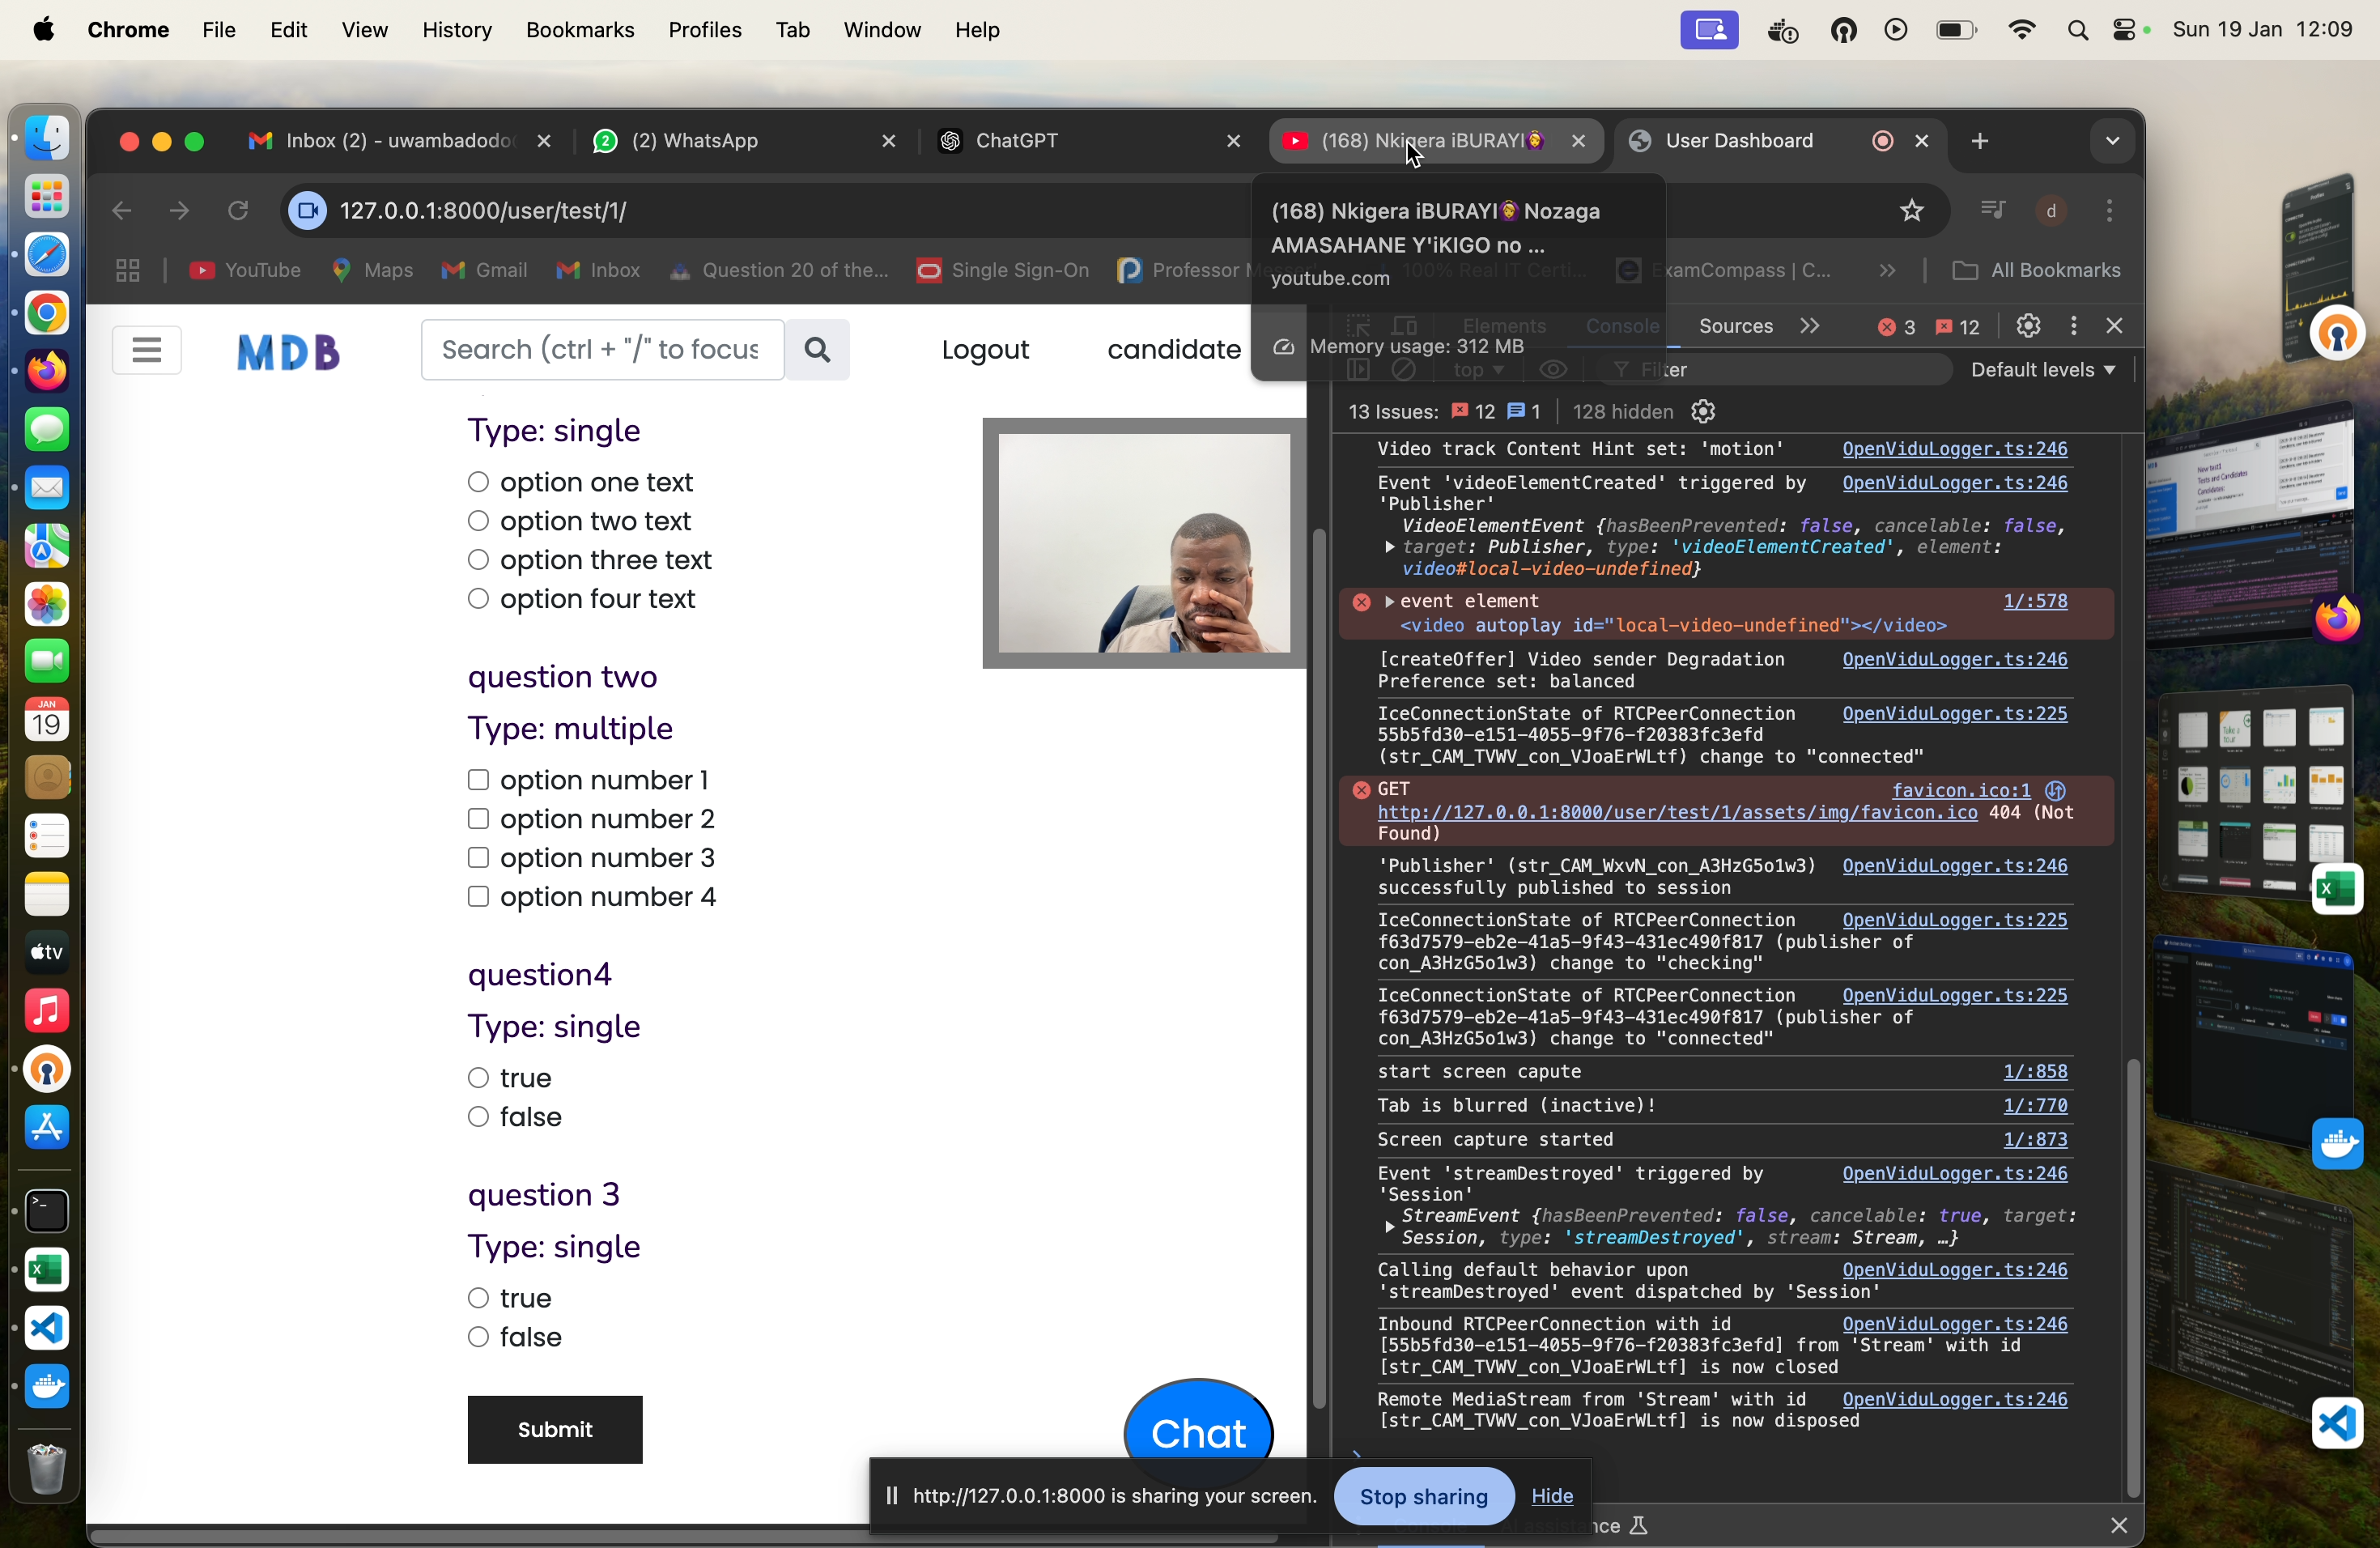 Chrome File Edit View History Bookmarks Profiles Tab Window Help
Sun 19 Jan 12:09
Inbox (2) - uwambadodo
(2) WhatsApp
ChatGPT
(168) Nkigera iBURAYI🙆
User Dashboard
127.0.0.1:8000/user/test/1/
d
(168) Nkigera iBURAYI🙆Nozaga
AMASAHANE Y'iKIGO no ...
youtube.com
Memory usage: 312 MB
YouTube
Maps
Gmail
Inbox
Question 20 of the...
Single Sign-On
Professor Messer
100% Real IT Certi...
ExamCompass | C...
All Bookmarks
MDB
Search (ctrl + "/" to focus
Logout
candidate
Type: single
option one text
option two text
option three text
option four text
question two
Type: multiple
option number 1
option number 2
option number 3
option number 4
question4
Type: single
true
false
question 3
Type: single
true
false
Submit
Chat
Elements Console Sources 3 12
top Filter Default levels
13 Issues: 12 1 128 hidden
Video track Content Hint set: 'motion' OpenViduLogger.ts:246
Event 'videoElementCreated' triggered by OpenViduLogger.ts:246
'Publisher'
VideoElementEvent {hasBeenPrevented: false, cancelable: false,
target: Publisher, type: 'videoElementCreated', element:
video#local-video-undefined}
event element 1/:578
<video autoplay id="local-video-undefined"></video>
[createOffer] Video sender Degradation OpenViduLogger.ts:246
Preference set: balanced
IceConnectionState of RTCPeerConnection OpenViduLogger.ts:225
55b5fd30-e151-4055-9f76-f20383fc3efd
(str_CAM_TVWV_con_VJoaErWLtf) change to "connected"
GET favicon.ico:1
http://127.0.0.1:8000/user/test/1/assets/img/favicon.ico 404 (Not
Found)
'Publisher' (str_CAM_WxvN_con_A3HzG5o1w3) OpenViduLogger.ts:246
successfully published to session
IceConnectionState of RTCPeerConnection OpenViduLogger.ts:225
f63d7579-eb2e-41a5-9f43-431ec490f817 (publisher of
con_A3HzG5o1w3) change to "checking"
IceConnectionState of RTCPeerConnection OpenViduLogger.ts:225
f63d7579-eb2e-41a5-9f43-431ec490f817 (publisher of
con_A3HzG5o1w3) change to "connected"
start screen capute 1/:858
Tab is blurred (inactive)! 1/:770
Screen capture started 1/:873
Event 'streamDestroyed' triggered by OpenViduLogger.ts:246
'Session'
StreamEvent {hasBeenPrevented: false, cancelable: true, target:
Session, type: 'streamDestroyed', stream: Stream, …}
Calling default behavior upon OpenViduLogger.ts:246
'streamDestroyed' event dispatched by 'Session'
Inbound RTCPeerConnection with id OpenViduLogger.ts:246
[55b5fd30-e151-4055-9f76-f20383fc3efd] from 'Stream' with id
[str_CAM_TVWV_con_VJoaErWLtf] is now closed
Remote MediaStream from 'Stream' with id OpenViduLogger.ts:246
[str_CAM_TVWV_con_VJoaErWLtf] is now disposed
http://127.0.0.1:8000 is sharing your screen.
Stop sharing
Hide
JAN
19
tv